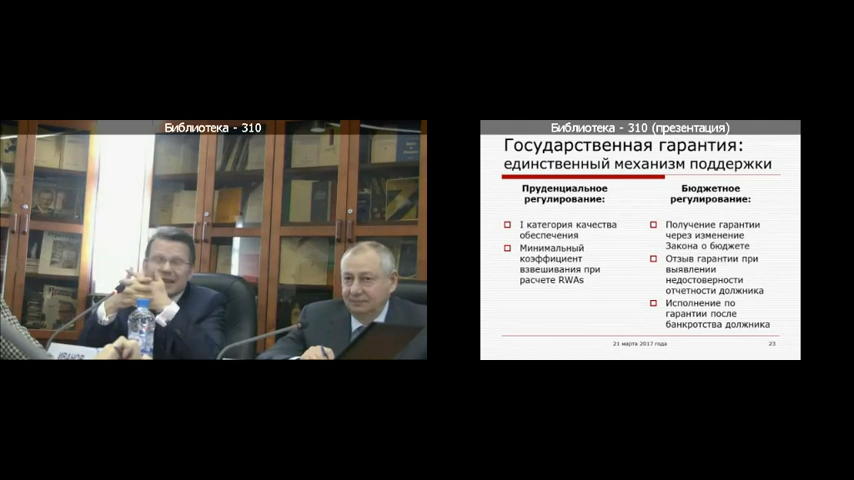 Библиотека - 310
ИВАНОВ
Библиотека - 310 (презентация)
Государственная гарантия:
единственный механизм поддержки
Пруденциальное
регулирование:
I категория качества
обеспечения
Минимальный
коэффициент
взвешивания при
расчете RWAs
Бюджетное
регулирование:
Получение гарантии
через изменение
Закона о бюджете
Отзыв гарантии при
выявлении
недостоверности
отчетности должника
Исполнение по
гарантии после
банкротства должника
21 марта 2017 года
23